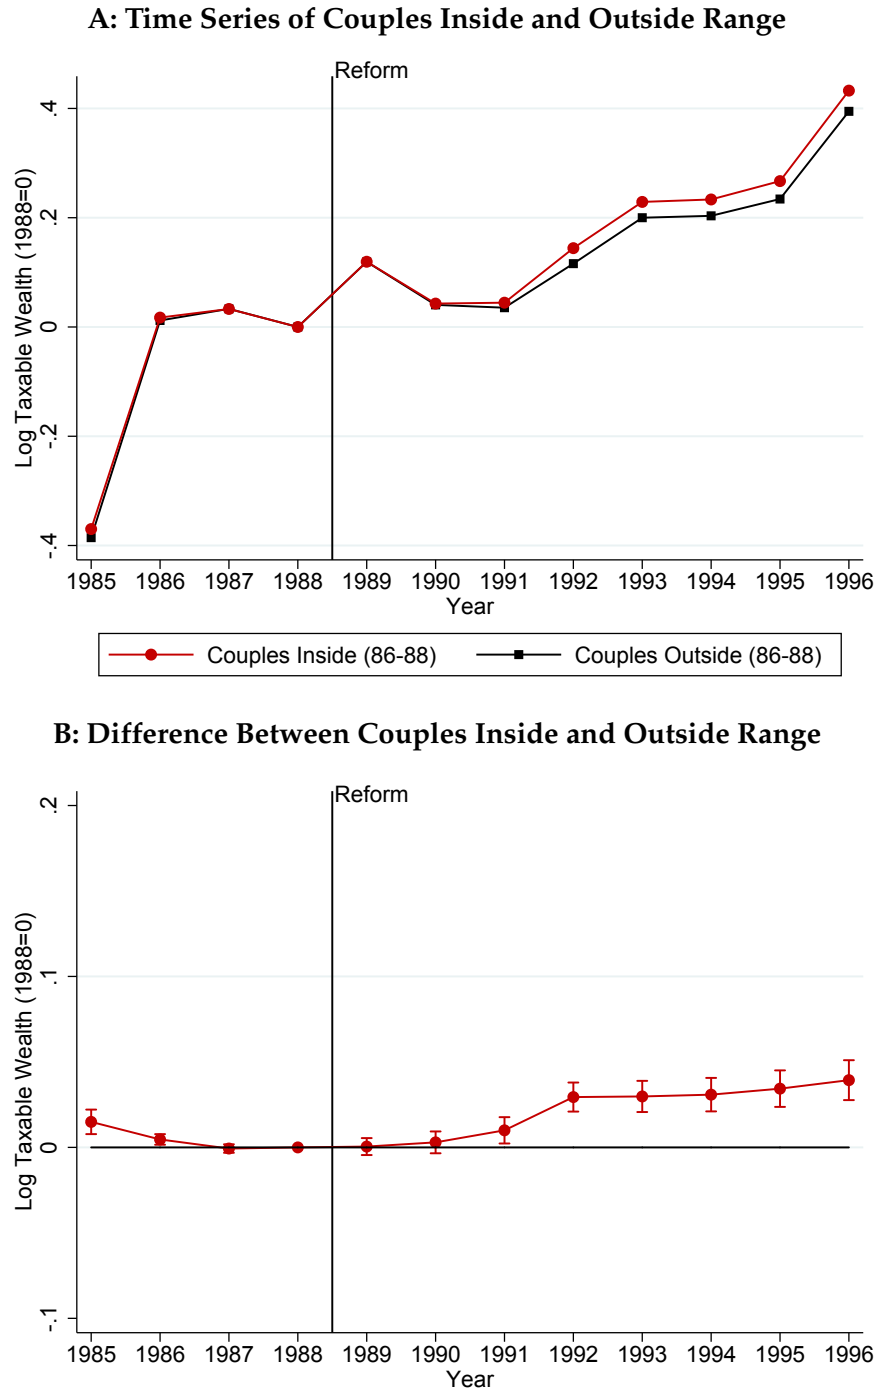 A: Time Series of Couples Inside and Outside Range
Reform
Log Taxable Wealth (1988=0)
.4
.2
0
-.2
-.4
1985 1986 1987 1988 1989 1990 1991 1992 1993 1994 1995 1996
Year
Couples Inside (86-88) Couples Outside (86-88)
B: Difference Between Couples Inside and Outside Range
Reform
Log Taxable Wealth (1988=0)
.2
.1
0
-.1
1985 1986 1987 1988 1989 1990 1991 1992 1993 1994 1995 1996
Year